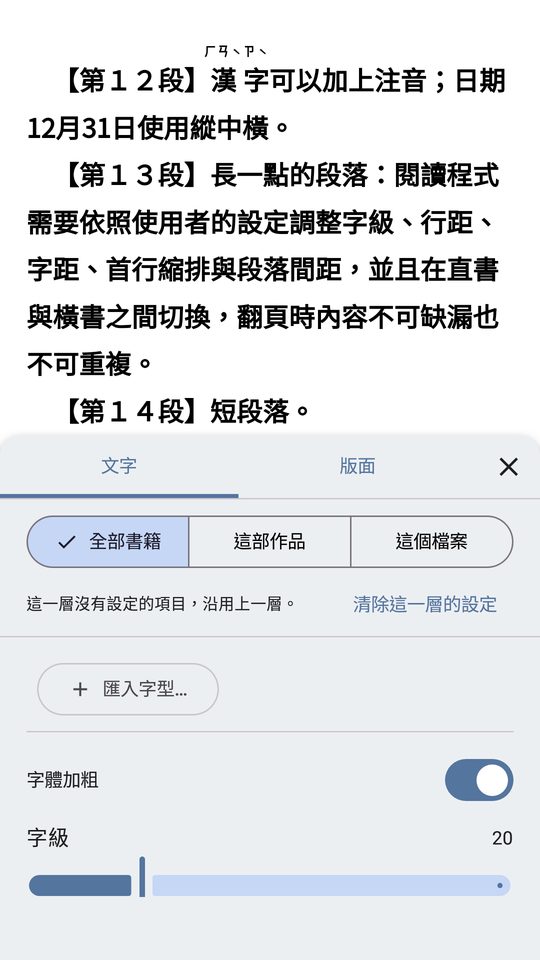 ㄏㄢˋㄗˋ
【第１２段】漢字可以加上注音；日期
12月31日使用縱中橫。
【第１３段】長一點的段落：閱讀程式
需要依照使用者的設定調整字級、行距、
字距、首行縮排與段落間距，並且在直書
與橫書之間切換，翻頁時內容不可缺漏也
不可重複。
【第１４段】短段落。
文字 版面
全部書籍 這部作品 這個檔案
這一層沒有設定的項目，沿用上一層。 清除這一層的設定
匯入字型…
字體加粗
字級 20